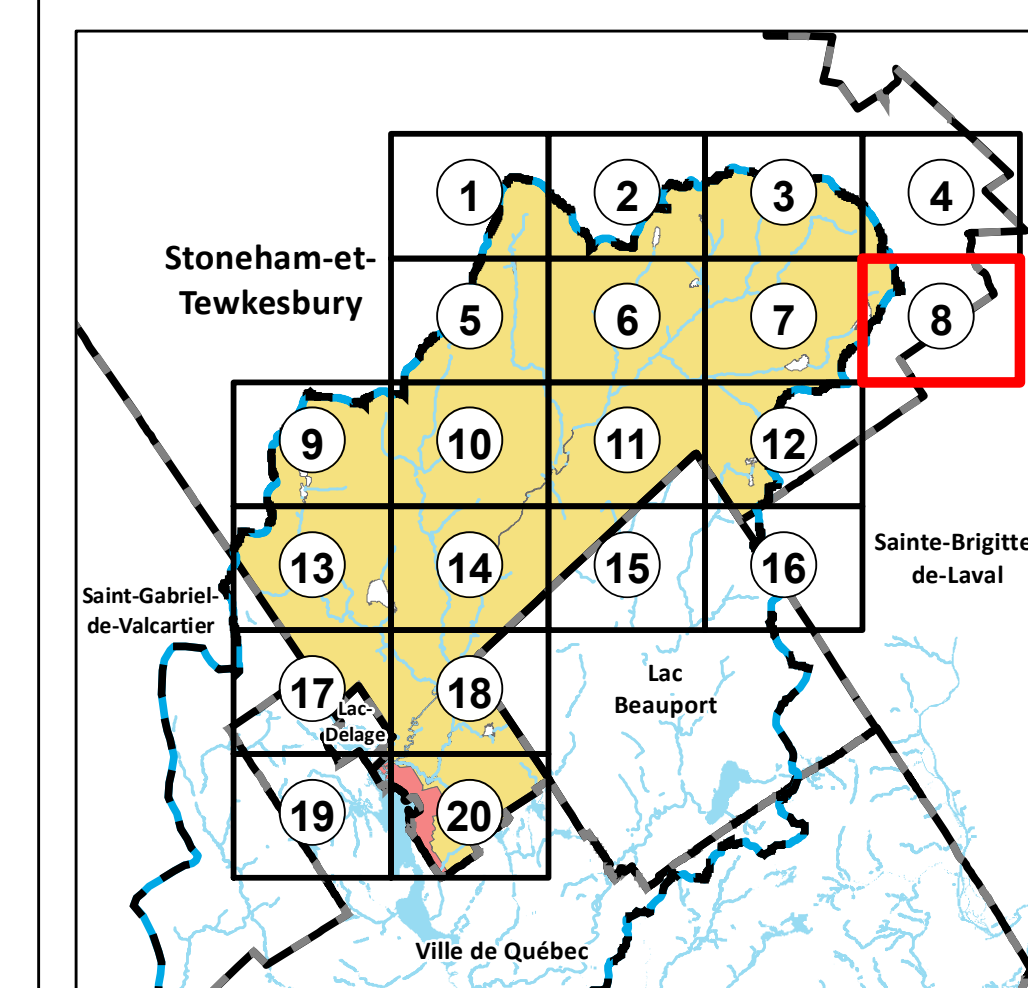 1
2
3
4
Stoneham-et-
Tewkesbury
5
6
7
8
9
10
11
12
13
14
15
16
Sainte-Brigitte
de-Laval
Saint-Gabriel-
de-Valcartier
17
Lac-
Delage
18
Lac
Beauport
19
20
Ville de Québec